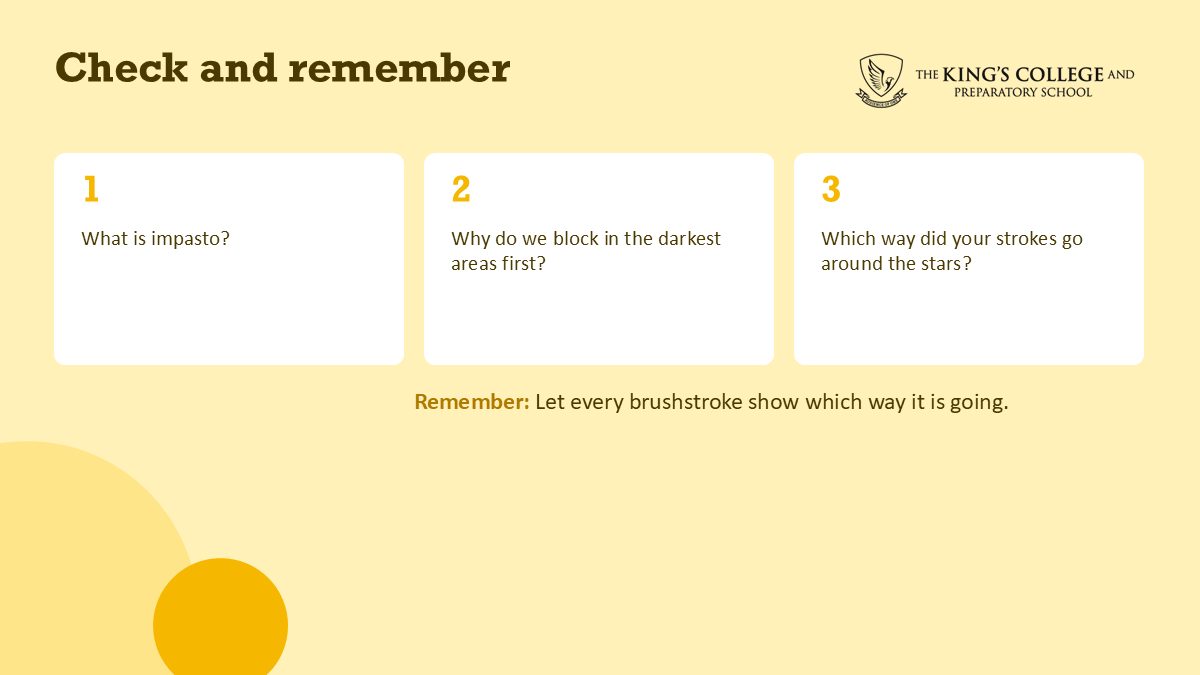 Check and remember
THE KING'S COLLEGE AND
PREPARATORY SCHOOL
1
What is impasto?
2
Why do we block in the darkest
areas first?
3
Which way did your strokes go
around the stars?
Remember: Let every brushstroke show which way it is going.